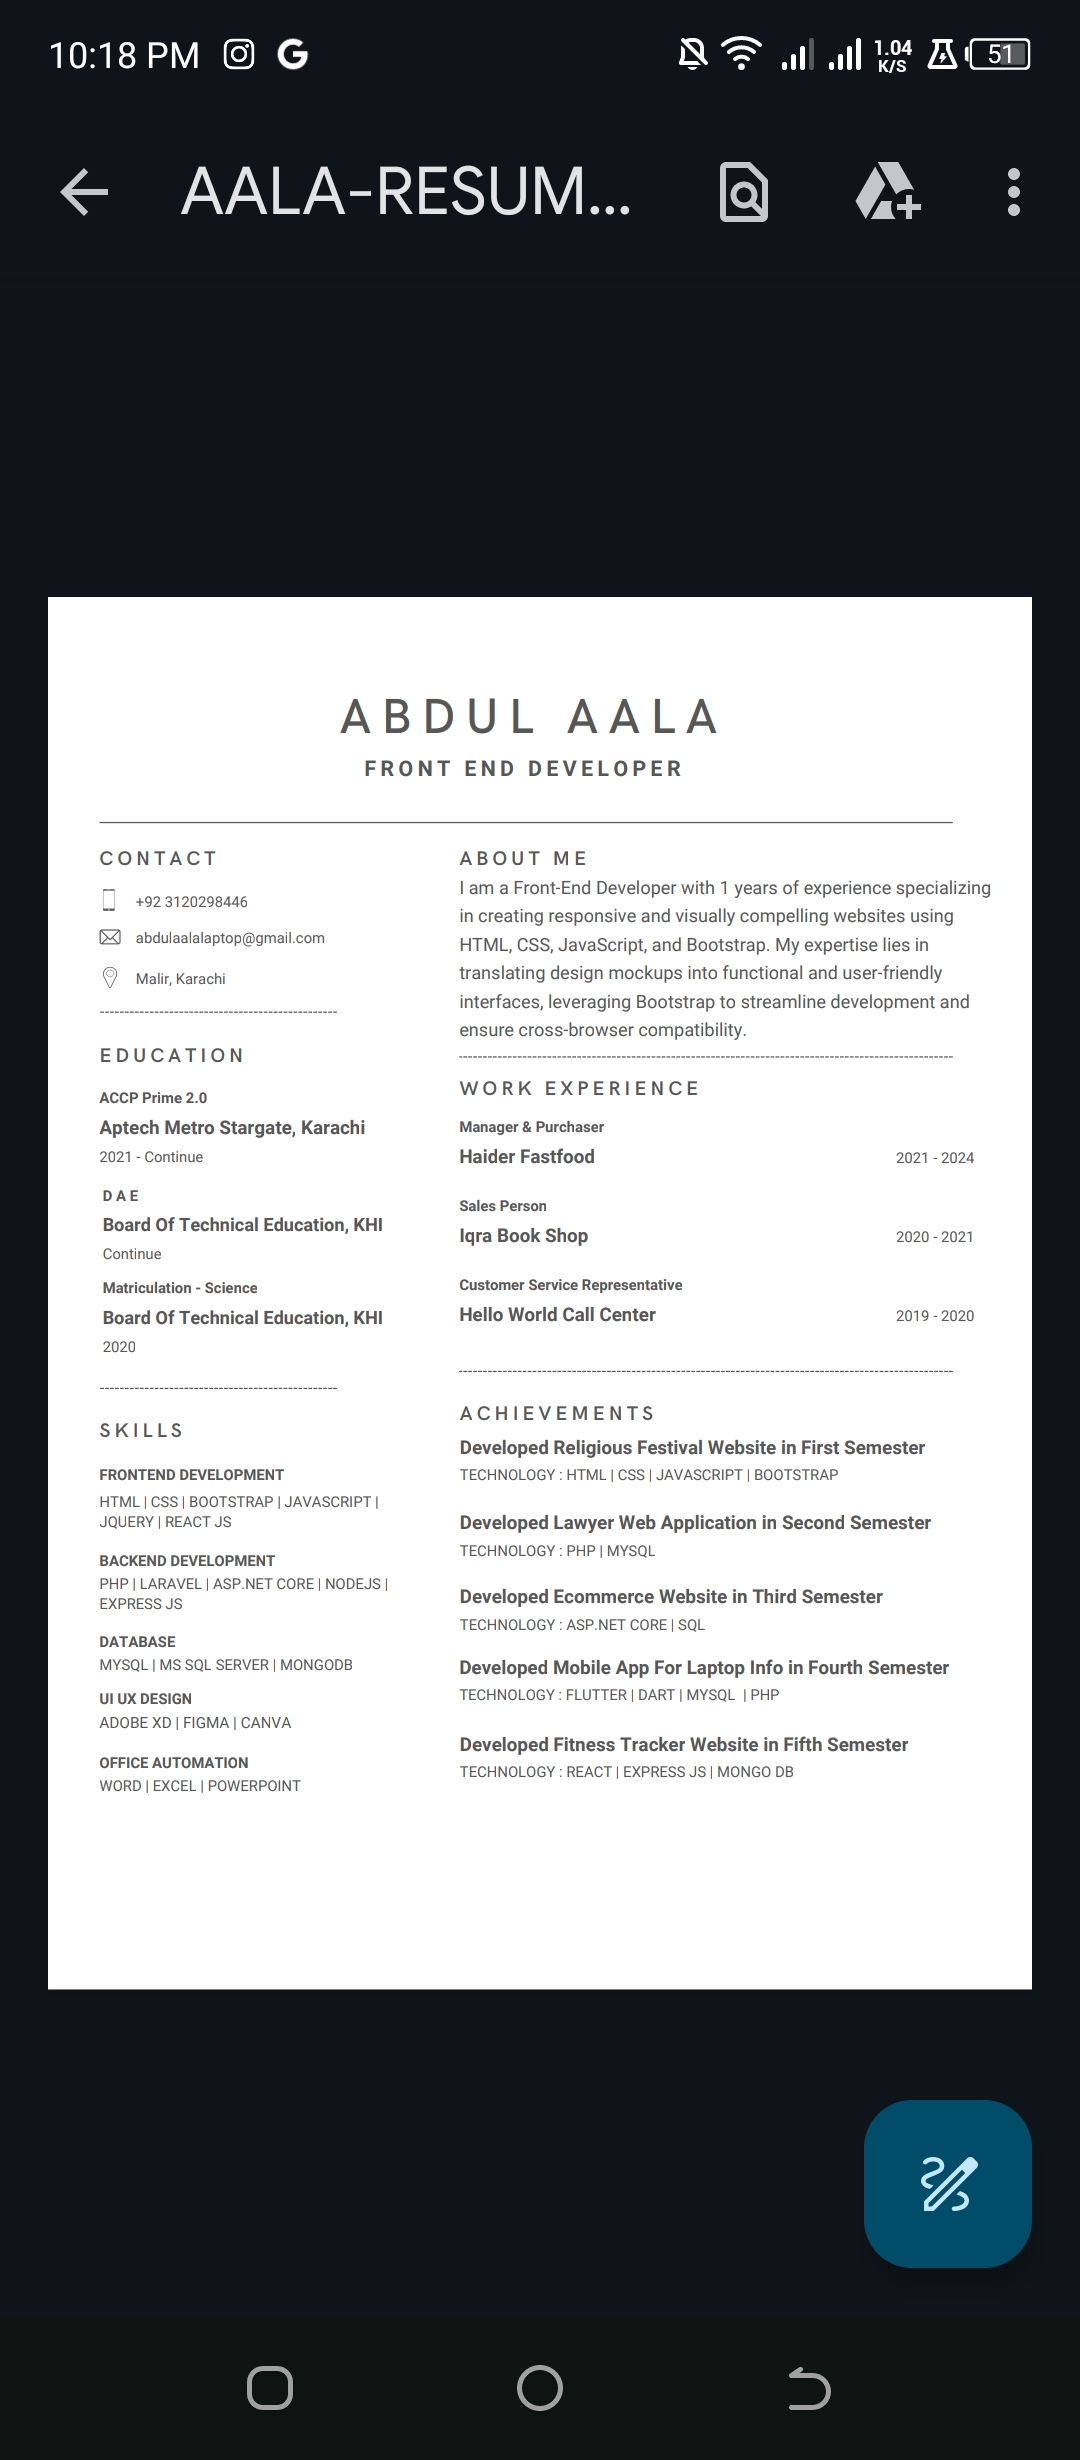 10:18 PM
1.04
K/S
51
AALA-RESUM...
ABDUL AALA
FRONT END DEVELOPER
CONTACT
+92 3120298446
abdulaalalaptop@gmail.com
Malir, Karachi
EDUCATION
ACCP Prime 2.0
Aptech Metro Stargate, Karachi
2021 - Continue
D A E
Board Of Technical Education, KHI
Continue
Matriculation - Science
Board Of Technical Education, KHI
2020
SKILLS
FRONTEND DEVELOPMENT
HTML | CSS | BOOTSTRAP | JAVASCRIPT |
JQUERY | REACT JS
BACKEND DEVELOPMENT
PHP | LARAVEL | ASP.NET CORE | NODEJS |
EXPRESS JS
DATABASE
MYSQL | MS SQL SERVER | MONGODB
UI UX DESIGN
ADOBE XD | FIGMA | CANVA
OFFICE AUTOMATION
WORD | EXCEL | POWERPOINT
ABOUT ME
I am a Front-End Developer with 1 years of experience specializing
in creating responsive and visually compelling websites using
HTML, CSS, JavaScript, and Bootstrap. My expertise lies in
translating design mockups into functional and user-friendly
interfaces, leveraging Bootstrap to streamline development and
ensure cross-browser compatibility.
WORK EXPERIENCE
Manager & Purchaser
Haider Fastfood 2021 - 2024
Sales Person
Iqra Book Shop 2020 - 2021
Customer Service Representative
Hello World Call Center 2019 - 2020
ACHIEVEMENTS
Developed Religious Festival Website in First Semester
TECHNOLOGY : HTML | CSS | JAVASCRIPT | BOOTSTRAP
Developed Lawyer Web Application in Second Semester
TECHNOLOGY : PHP | MYSQL
Developed Ecommerce Website in Third Semester
TECHNOLOGY : ASP.NET CORE | SQL
Developed Mobile App For Laptop Info in Fourth Semester
TECHNOLOGY : FLUTTER | DART | MYSQL | PHP
Developed Fitness Tracker Website in Fifth Semester
TECHNOLOGY : REACT | EXPRESS JS | MONGO DB